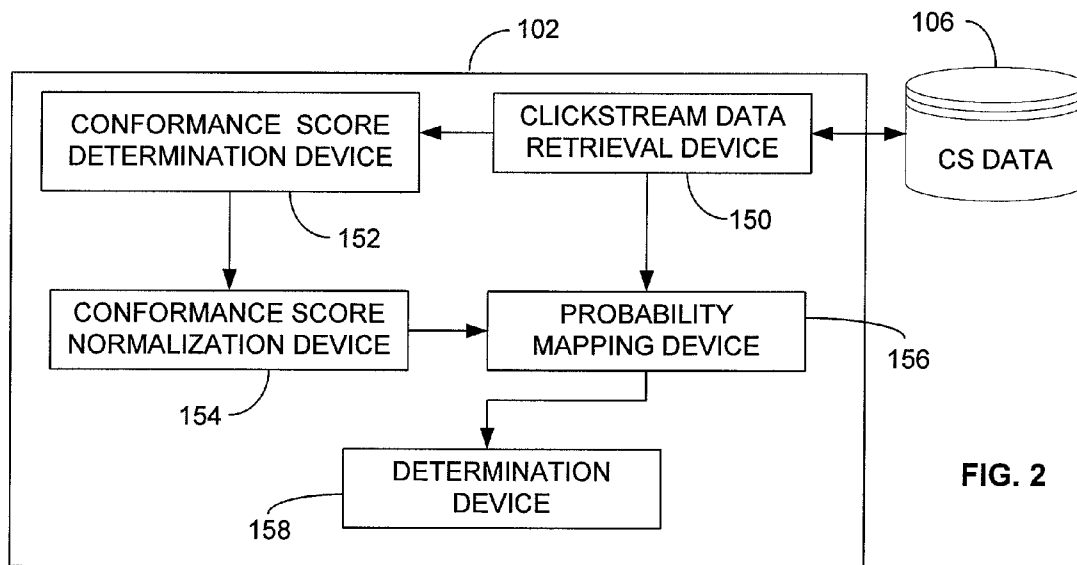 102
106
CONFORMANCE SCORE
DETERMINATION DEVICE
CLICKSTREAM DATA
RETRIEVAL DEVICE
CS DATA
152
150
CONFORMANCE SCORE
NORMALIZATION DEVICE
PROBABILITY
MAPPING DEVICE
156
154
DETERMINATION
DEVICE
158
FIG. 2